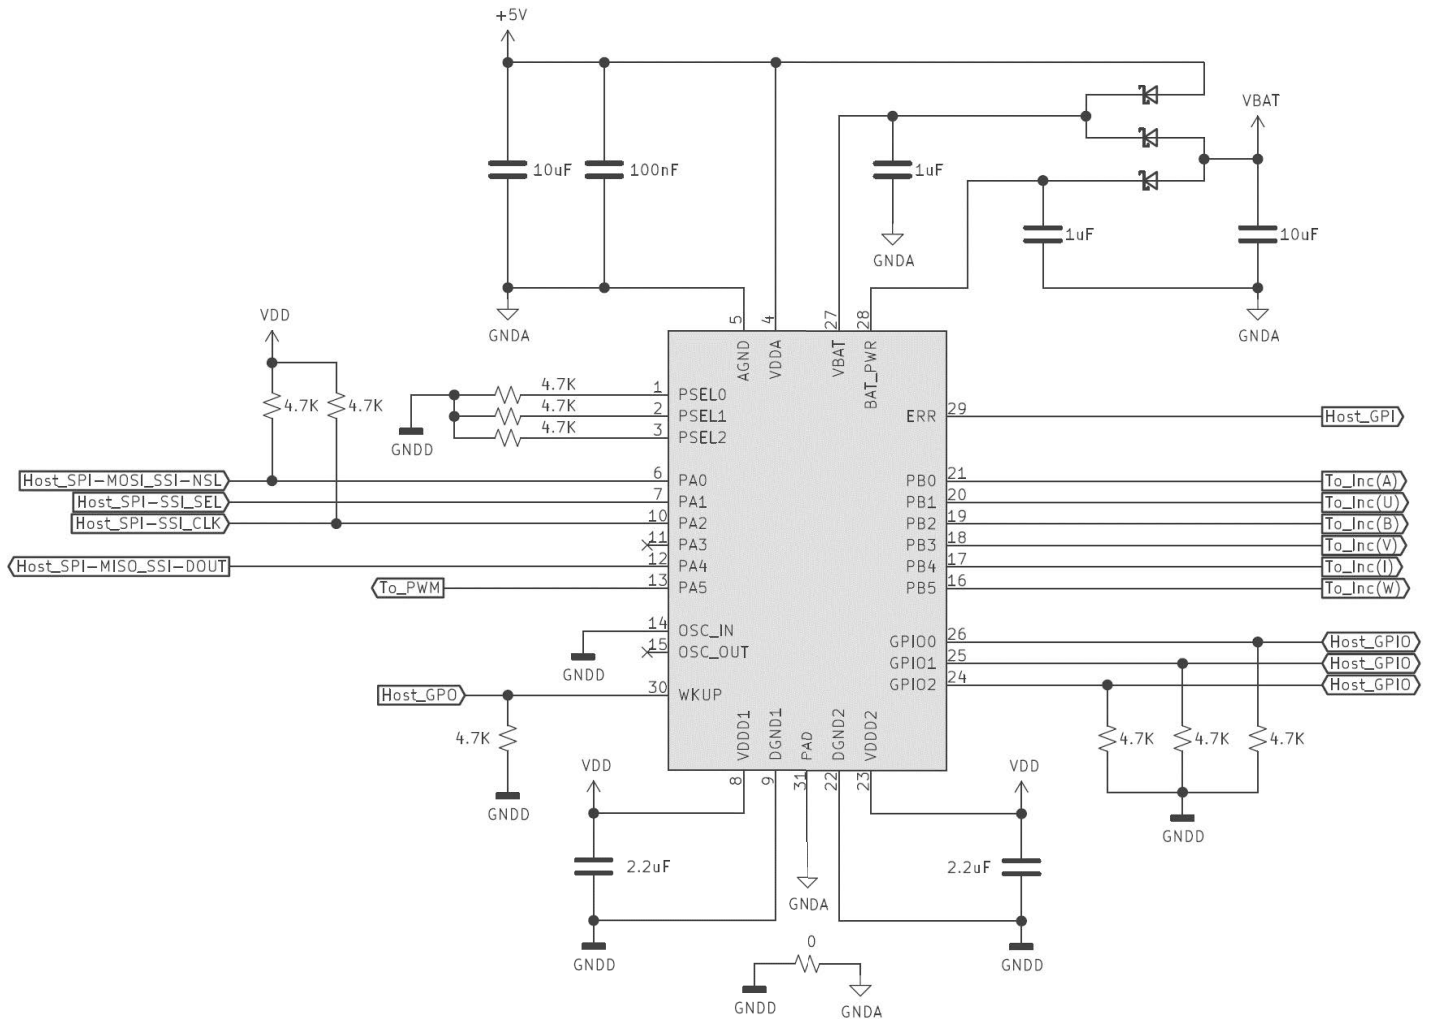 +5V
VBAT
10uF
100nF
1uF
1uF
10uF
GNDA
GNDA
GNDA
VDD
5
4
27
28
AGND
VDDA
VBAT
BAT_PWR
4.7K
4.7K
4.7K
4.7K
4.7K
GNDD
1 PSEL0
2 PSEL1
3 PSEL2
ERR 29
Host_GPI
Host_SPI-MOSI_SSI-NSL
6 PA0
PB0 21
To_Inc(A)
Host_SPI-SSI_SEL
7 PA1
PB1 20
To_Inc(U)
Host_SPI-SSI_CLK
10 PA2
PB2 19
To_Inc(B)
11 PA3
PB3 18
To_Inc(V)
Host_SPI-MISO_SSI-DOUT
12 PA4
PB4 17
To_Inc(I)
To_PWM
13 PA5
PB5 16
To_Inc(W)
14 OSC_IN
GNDD
15 OSC_OUT
GPIO0 26
Host_GPIO
GPIO1 25
Host_GPIO
GPIO2 24
Host_GPIO
Host_GPO
30 WKUP
4.7K
GNDD
VDDD1
DGND1
PAD
DGND2
VDDD2
8
9
31
22
23
4.7K
4.7K
4.7K
GNDD
VDD
VDD
2.2uF
2.2uF
GNDA
GNDD
GNDD
0
GNDD
GNDA